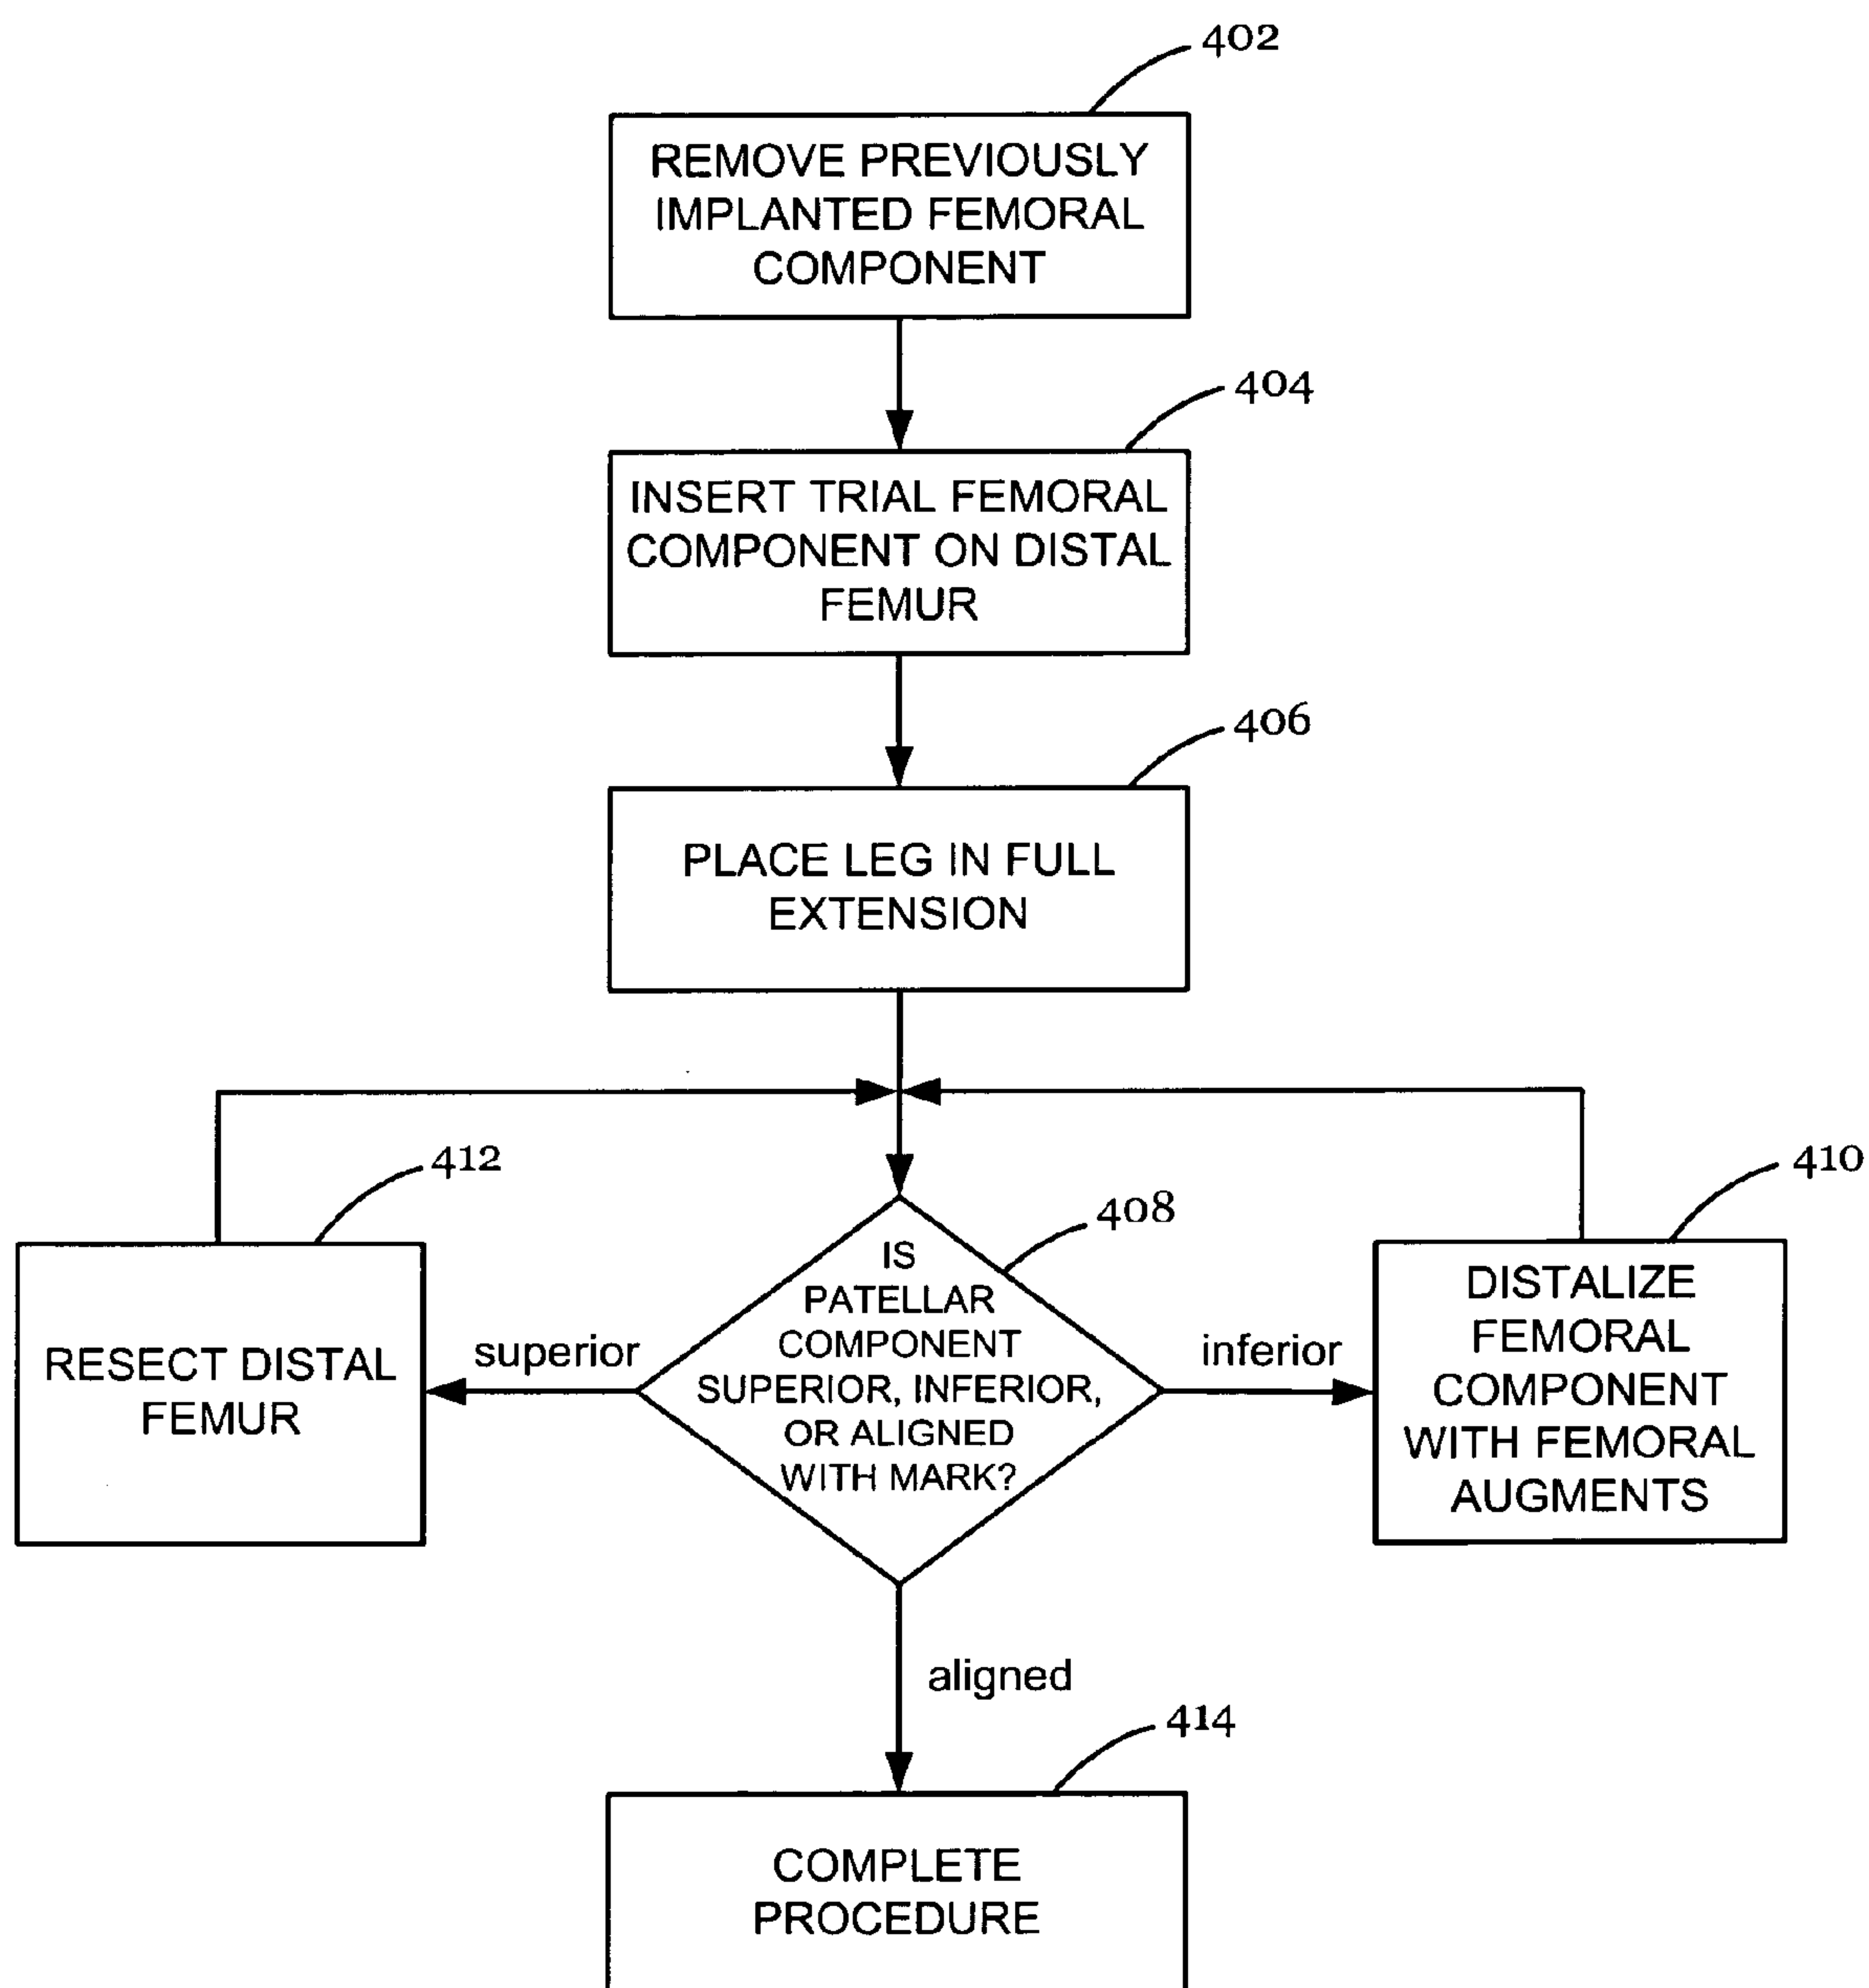 402
REMOVE PREVIOUSLY
IMPLANTED FEMORAL
COMPONENT
404
INSERT TRIAL FEMORAL
COMPONENT ON DISTAL
FEMUR
406
PLACE LEG IN FULL
EXTENSION
412
RESECT DISTAL
FEMUR
superior
408
IS
PATELLAR
COMPONENT
SUPERIOR, INFERIOR,
OR ALIGNED
WITH MARK?
inferior
410
DISTALIZE
FEMORAL
COMPONENT
WITH FEMORAL
AUGMENTS
aligned
414
COMPLETE
PROCEDURE